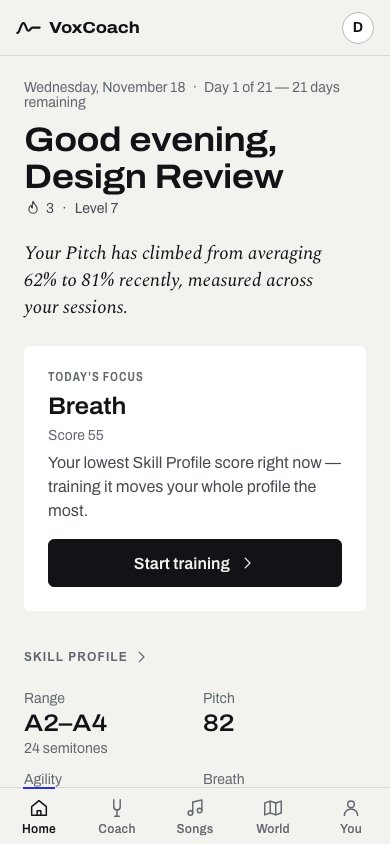 VoxCoach
D
Wednesday, November 18 · Day 1 of 21 — 21 days
remaining
Good evening,
Design Review
3 · Level 7
Your Pitch has climbed from averaging
62% to 81% recently, measured across
your sessions.
TODAY'S FOCUS
Breath
Score 55
Your lowest Skill Profile score right now —
training it moves your whole profile the
most.
Start training
SKILL PROFILE
Range
Pitch
A2–A4
82
24 semitones
Agility
Breath
Home
Coach
Songs
World
You